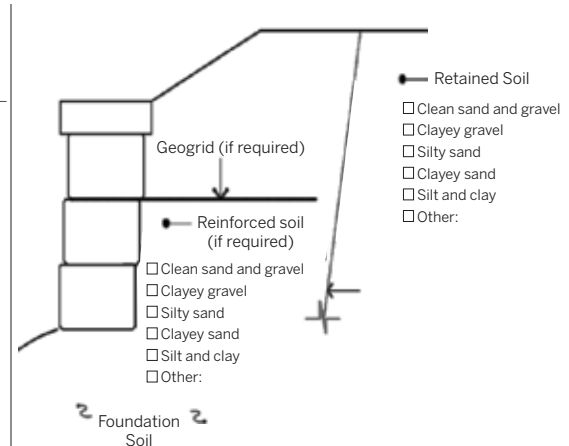 Retained Soil
☐ Clean sand and gravel
☐ Clayey gravel
☐ Silty sand
☐ Clayey sand
☐ Silt and clay
☐ Other:
Geogrid (if required)
Reinforced soil
(if required)
☐ Clean sand and gravel
☐ Clayey gravel
☐ Silty sand
☐ Clayey sand
☐ Silt and clay
☐ Other:
Foundation
Soil